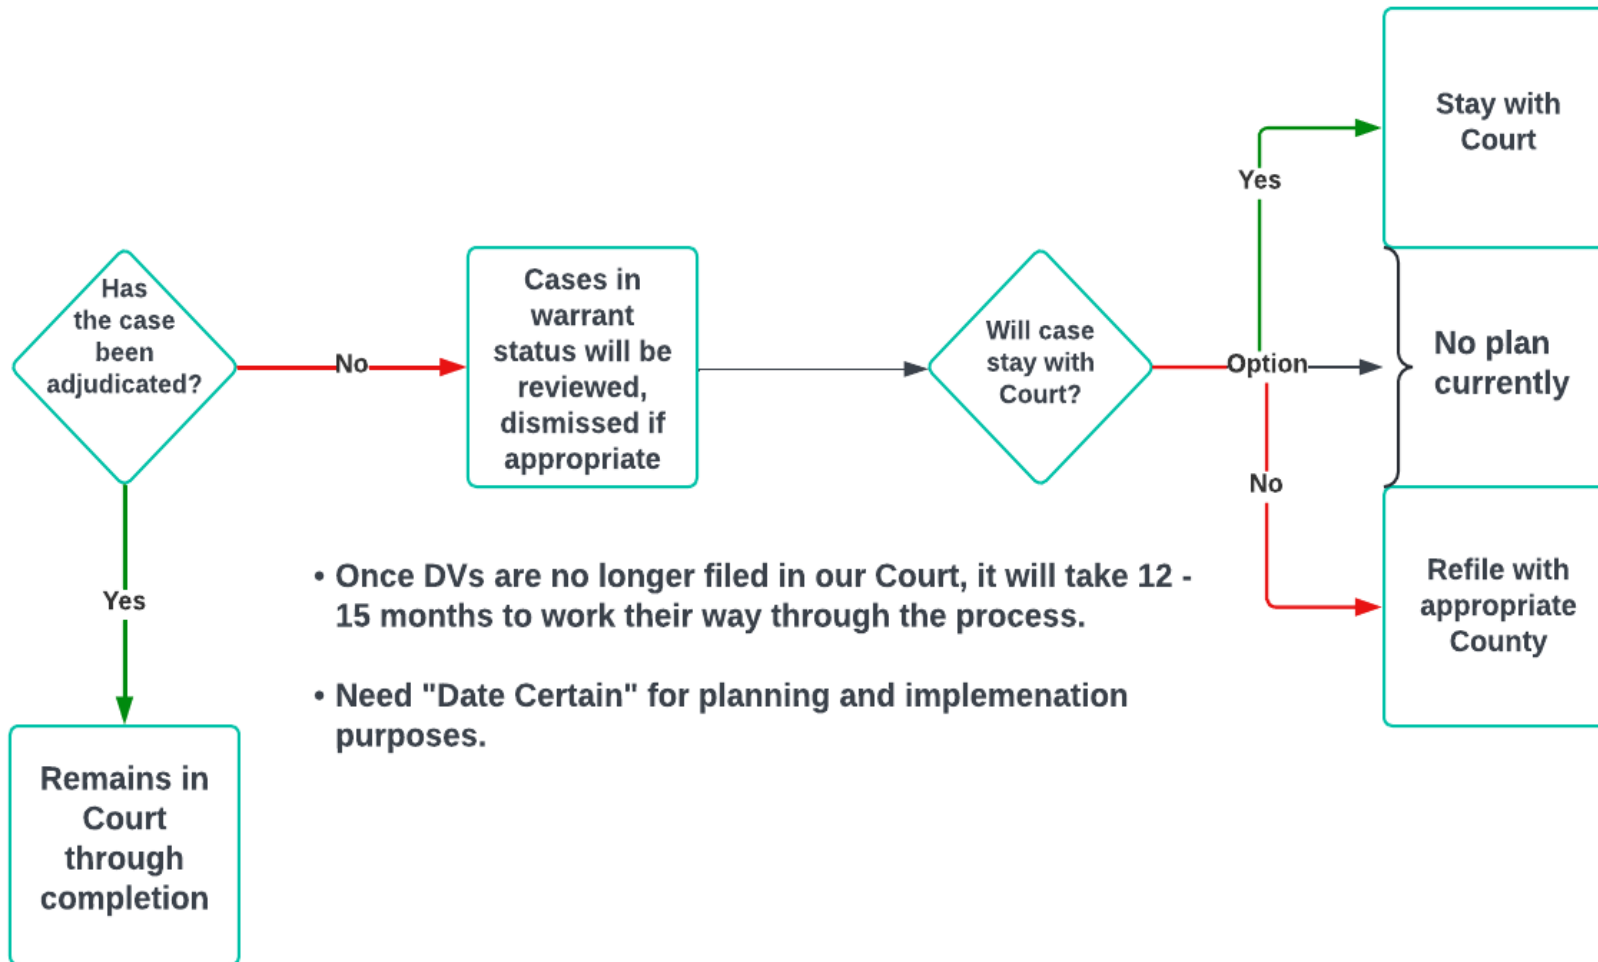 Has
the case
been
adjudicated?
No
Yes
Remains in
Court
through
completion
Cases in
warrant
status will be
reviewed,
dismissed if
appropriate
Will case
stay with
Court?
Option
Yes
Stay with
Court
No plan
currently
No
Refile with
appropriate
County
• Once DVs are no longer filed in our Court, it will take 12 -
15 months to work their way through the process.
• Need "Date Certain" for planning and implemenation
purposes.